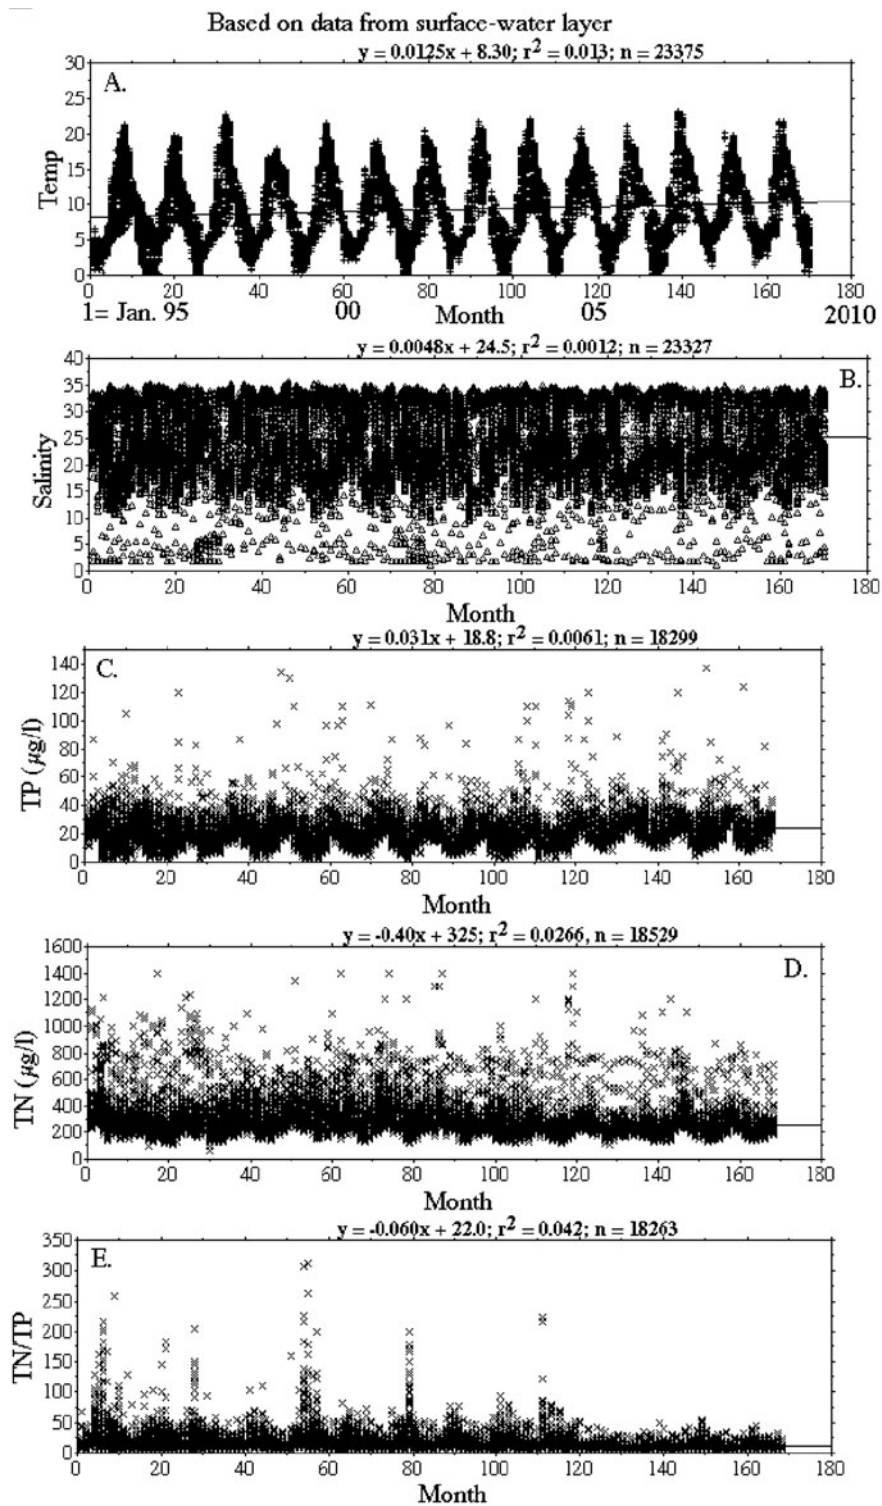 Based on data from surface-water layer
y = 0.0125x + 8.30; r2 = 0.013; n = 23375
A.
Temp
30
25
20
15
10
5
0
0 20 40 60 80 100 120 140 160 180
1= Jan. 95 00 Month 05 2010
y = 0.0048x + 24.5; r2 = 0.0012; n = 23327
B.
Salinity
40
35
30
25
20
15
10
5
0
0 20 40 60 80 100 120 140 160 180
Month
y = 0.031x + 18.8; r2 = 0.0061; n = 18299
C.
TP (µg/l)
140
120
100
80
60
40
20
0
0 20 40 60 80 100 120 140 160 180
Month
y = -0.40x + 325; r2 = 0.0266, n = 18529
D.
TN (µg/l)
1600
1400
1200
1000
800
600
400
200
0
0 20 40 60 80 100 120 140 160 180
Month
y = -0.060x + 22.0; r2 = 0.042; n = 18263
E.
TN/TP
350
300
250
200
150
100
50
0
0 20 40 60 80 100 120 140 160 180
Month